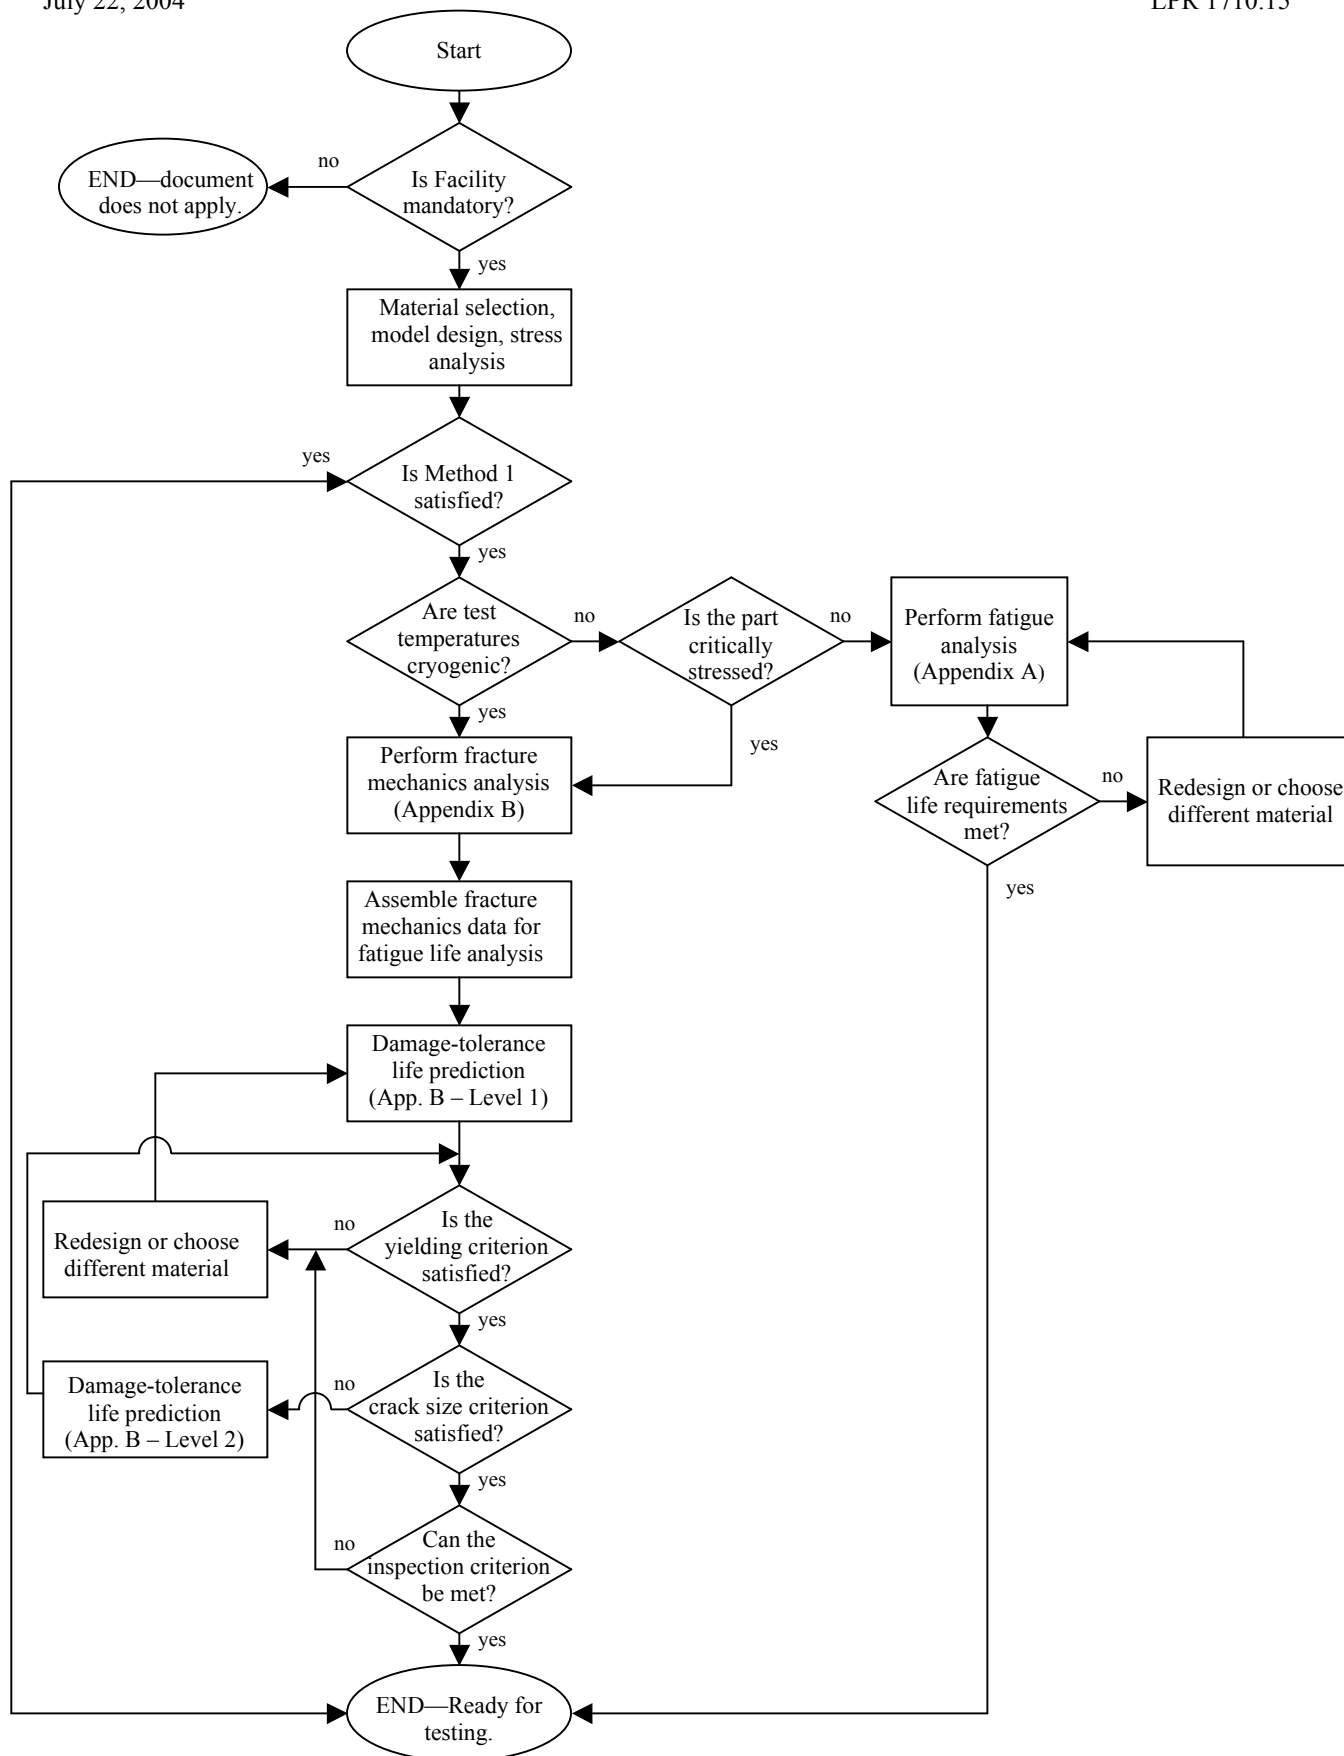 July 22, 2004
LPR 1710.15
Start
no
END—document
does not apply.
Is Facility
mandatory?
yes
Material selection,
model design, stress
analysis
yes
Is Method 1
satisfied?
yes
Are test
temperatures
cryogenic?
no
Is the part
critically
stressed?
no
Perform fatigue
analysis
(Appendix A)
yes
yes
Perform fracture
mechanics analysis
(Appendix B)
Are fatigue
life requirements
met?
no
Redesign or choose
different material
yes
Assemble fracture
mechanics data for
fatigue life analysis
Damage-tolerance
life prediction
(App. B – Level 1)
no
Is the
yielding criterion
satisfied?
Redesign or choose
different material
yes
no
Is the
crack size criterion
satisfied?
Damage-tolerance
life prediction
(App. B – Level 2)
yes
no
Can the
inspection criterion
be met?
yes
END—Ready for
testing.